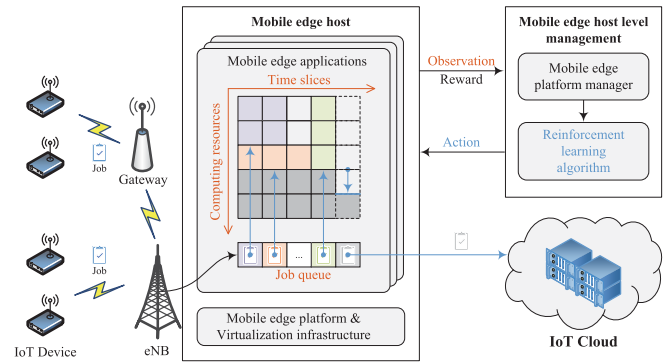 Mobile edge host
Mobile edge applications
Time slices
Computing resources
...
Job queue
Mobile edge platform &
Virtualization infrastructure
Job
Gateway
Job
IoT Device
eNB
Observation
Reward
Action
Mobile edge host level
management
Mobile edge
platform manager
Reinforcement
learning
algorithm
IoT Cloud